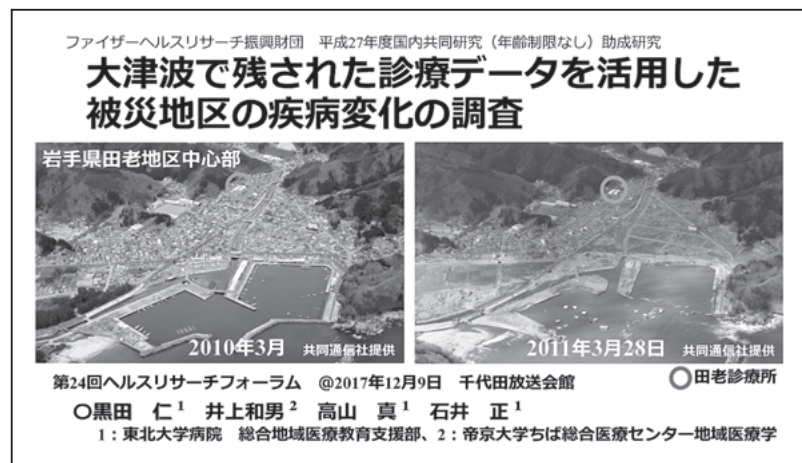 ファイザーヘルスリサーチ振興財団　平成27年度国内共同研究（年齢制限なし）助成研究
大津波で残された診療データを活用した
被災地区の疾病変化の調査
岩手県田老地区中心部
2010年3月　共同通信社提供
2011年3月28日　共同通信社提供
第24回ヘルスリサーチフォーラム　@2017年12月9日　千代田放送会館
〇田老診療所
〇黒田　仁¹　井上和男²　高山　真¹　石井　正¹
1：東北大学病院　総合地域医療教育支援部、2：帝京大学ちば総合医療センター地域医療学